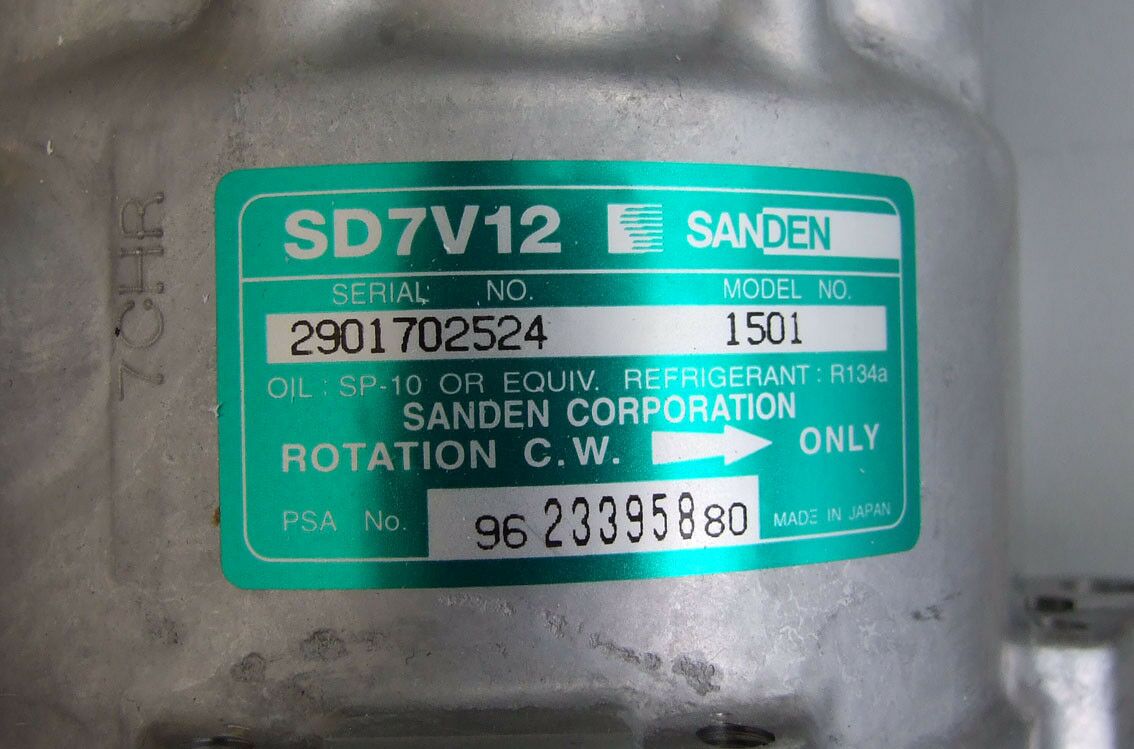 SD7V12 SANDEN
SERIAL NO. MODEL NO.
2901702524 1501
OIL : SP-10 OR EQUIV. REFRIGERANT : R134a
SANDEN CORPORATION
ROTATION C.W. ONLY
PSA No. 96 233958 80 MADE IN JAPAN
7CHR